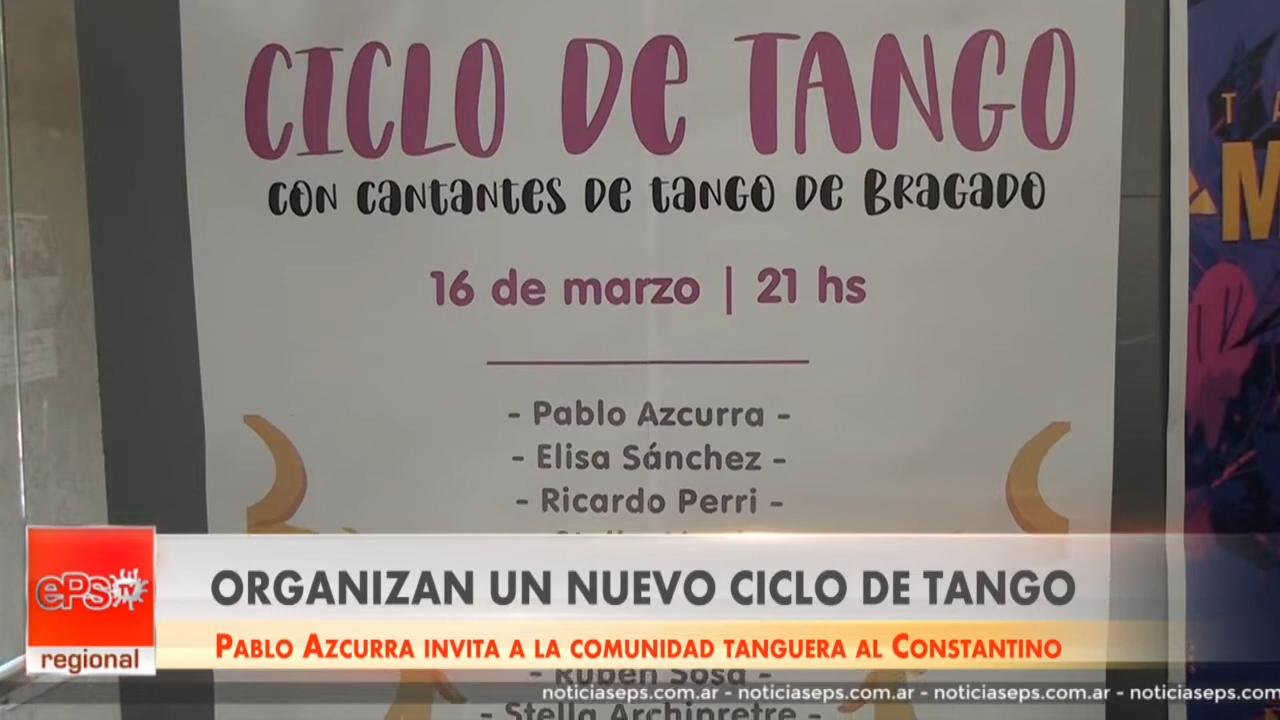 CICLO DE TANGO
CON CANTANTES DE TANGO DE BRAGADO
16 de marzo | 21 hs
- Pablo Azcurra -
- Elisa Sánchez -
- Ricardo Perri -
ePS TV
regional
ORGANIZAN UN NUEVO CICLO DE TANGO
PABLO AZCURRA INVITA A LA COMUNIDAD TANGUERA AL CONSTANTINO
- Rubén Sosa -
noticiaseps.com.ar - noticiaseps.com.ar - noticiaseps.com.ar - noticiaseps.com
- Stella Archipretre -